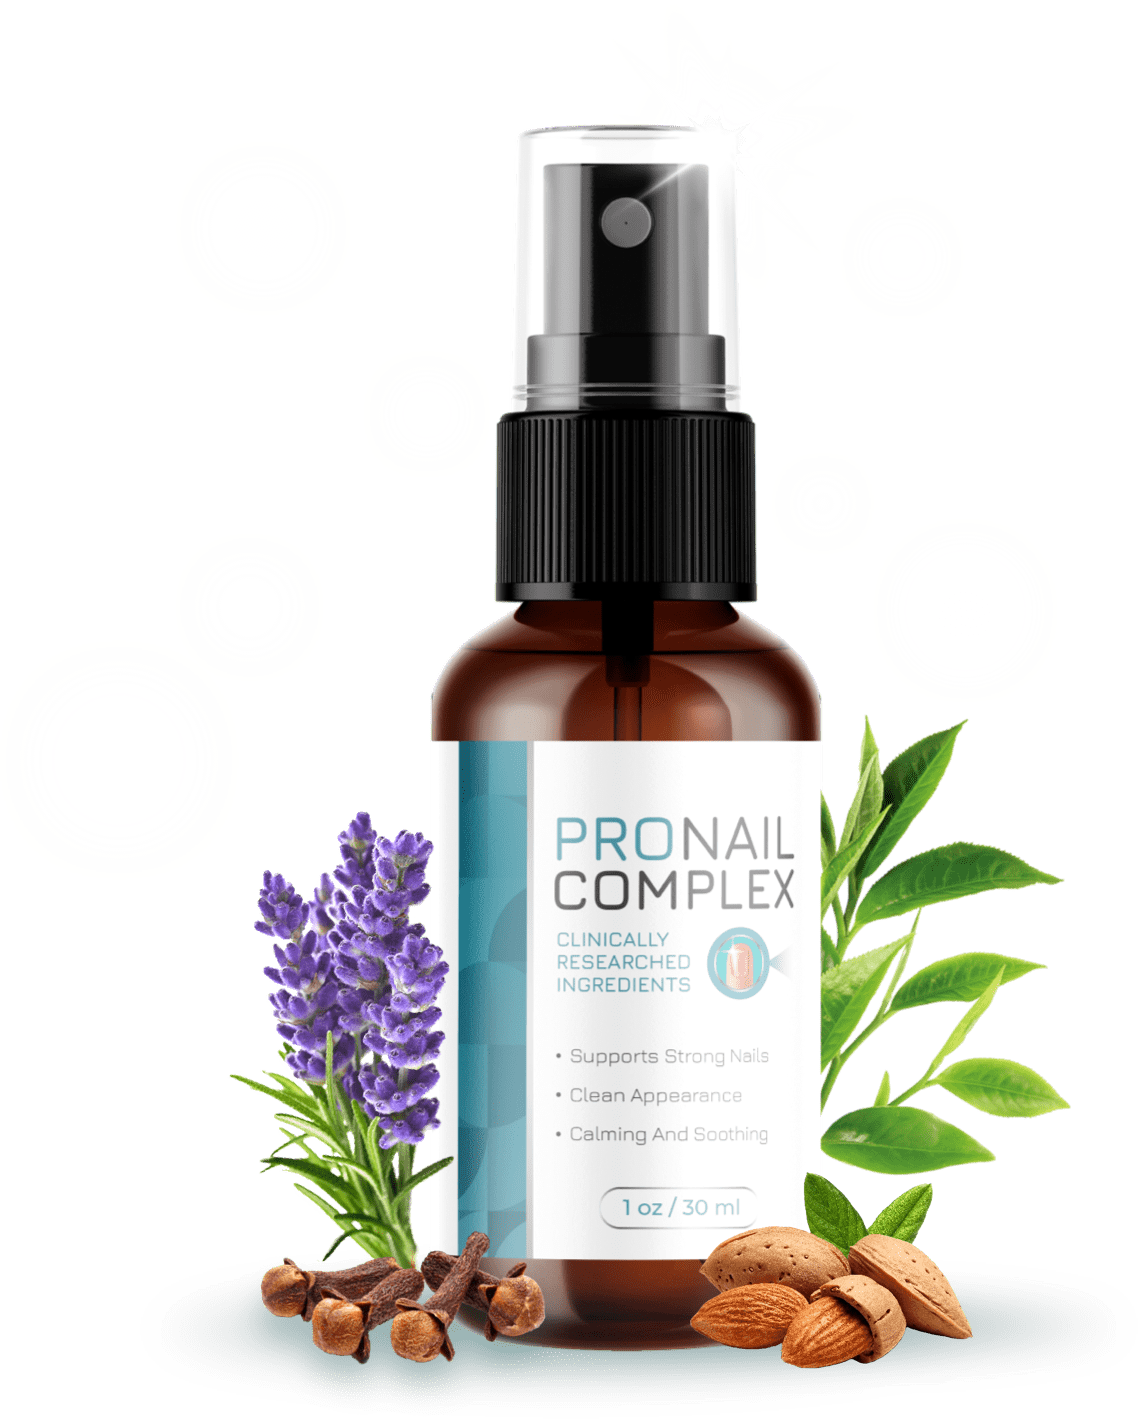 PRONAIL
COMPLEX
CLINICALLY
RESEARCHED
INGREDIENTS
• Supports Strong Nails
• Clean Appearance
• Calming And Soothing
1 oz / 30 ml